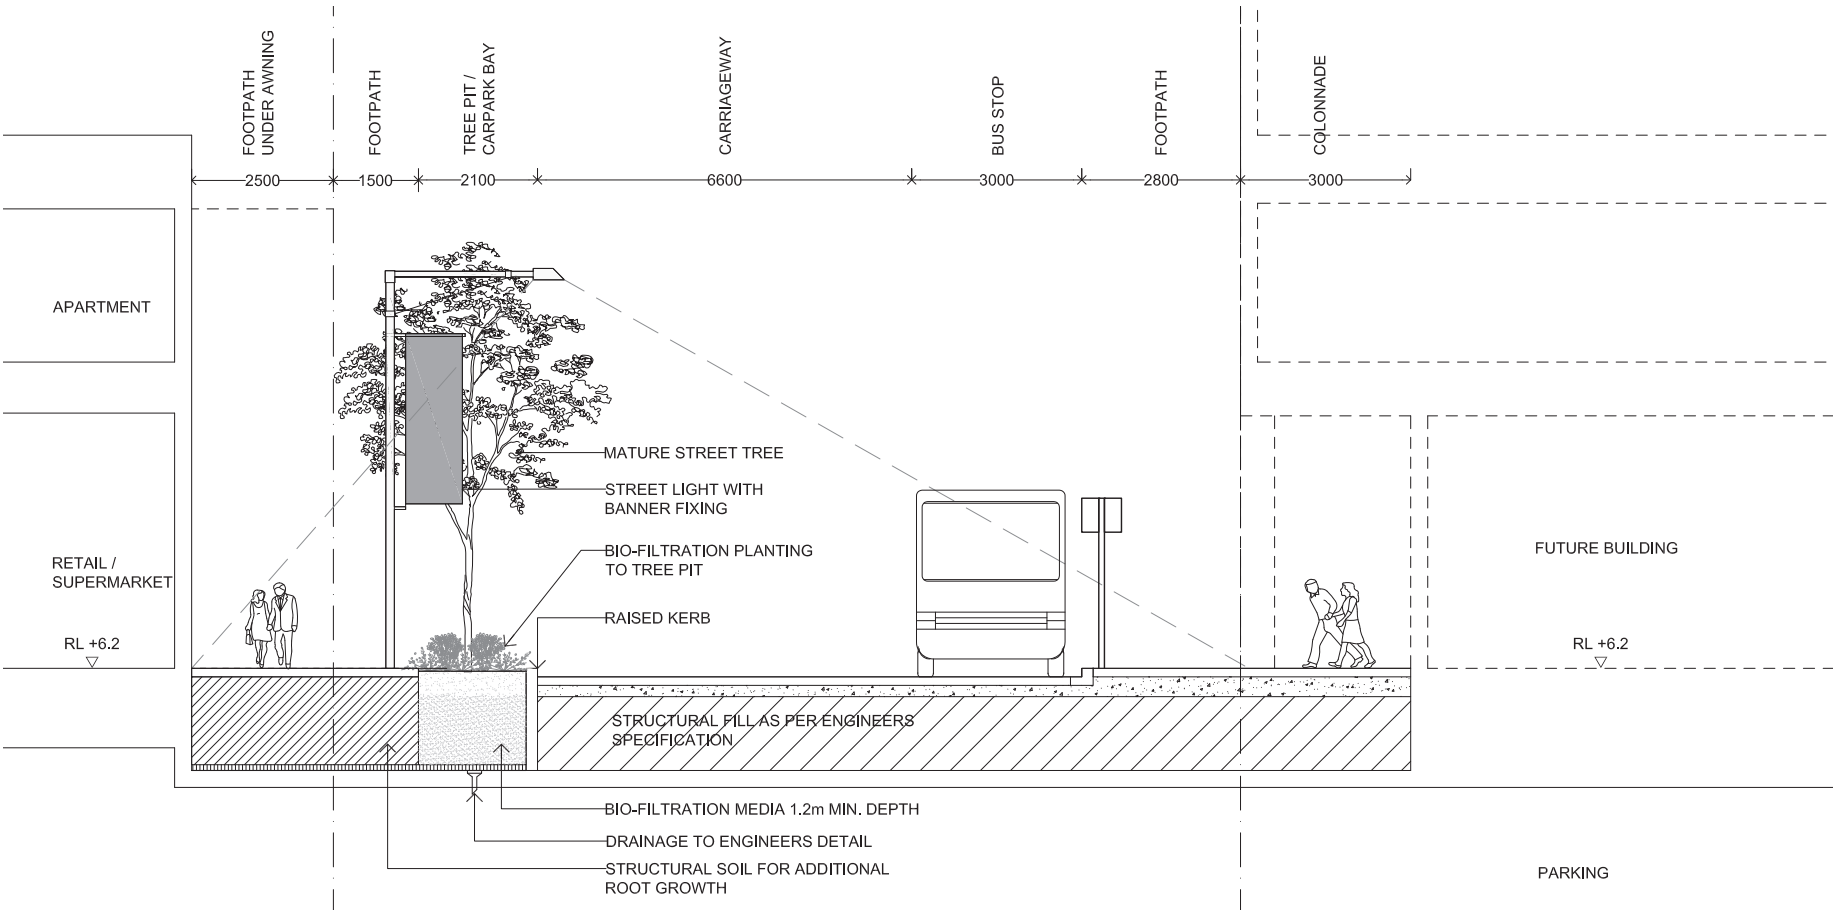 FOOTPATH
UNDER AWNING
FOOTPATH
TREE PIT /
CARPARK BAY
CARRIAGEWAY
BUS STOP
FOOTPATH
COLONNADE
2500
1500
2100
6600
3000
2800
3000
APARTMENT
MATURE STREET TREE
STREET LIGHT WITH
BANNER FIXING
BIO-FILTRATION PLANTING
TO TREE PIT
RAISED KERB
RETAIL /
SUPERMARKET
RL +6.2
FUTURE BUILDING
RL +6.2
STRUCTURAL FILL AS PER ENGINEERS
SPECIFICATION
BIO-FILTRATION MEDIA 1.2m MIN. DEPTH
DRAINAGE TO ENGINEERS DETAIL
STRUCTURAL SOIL FOR ADDITIONAL
ROOT GROWTH
PARKING